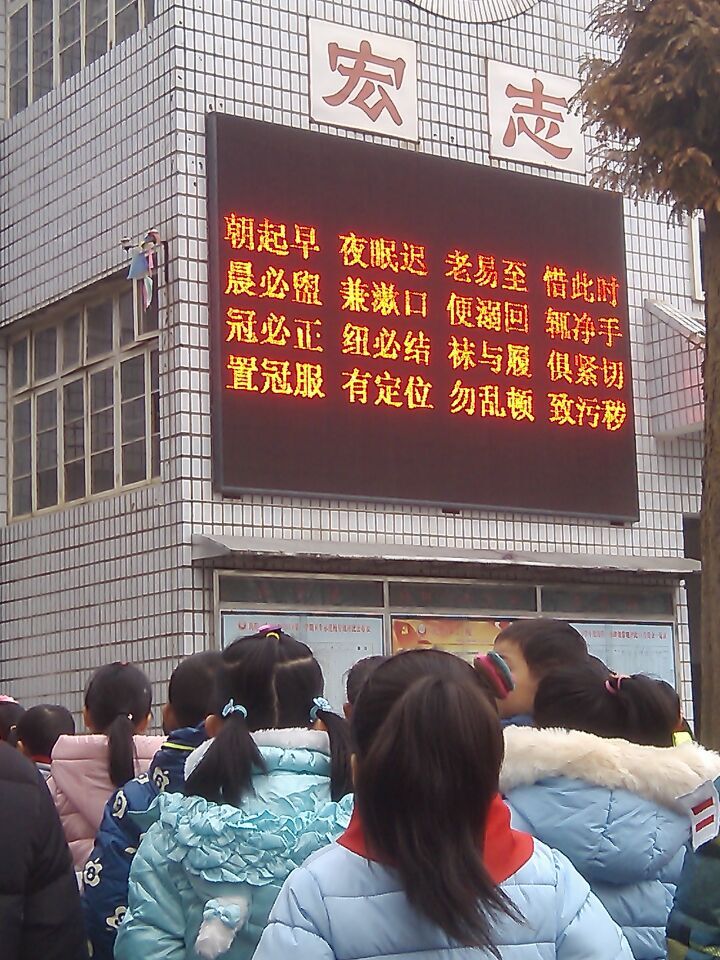 宏志
朝起早 夜眠迟 老易至 惜此时
晨必盥 兼漱口 便溺回 辄净手
冠必正 纽必结 袜与履 俱紧切
置冠服 有定位 勿乱顿 致污秽